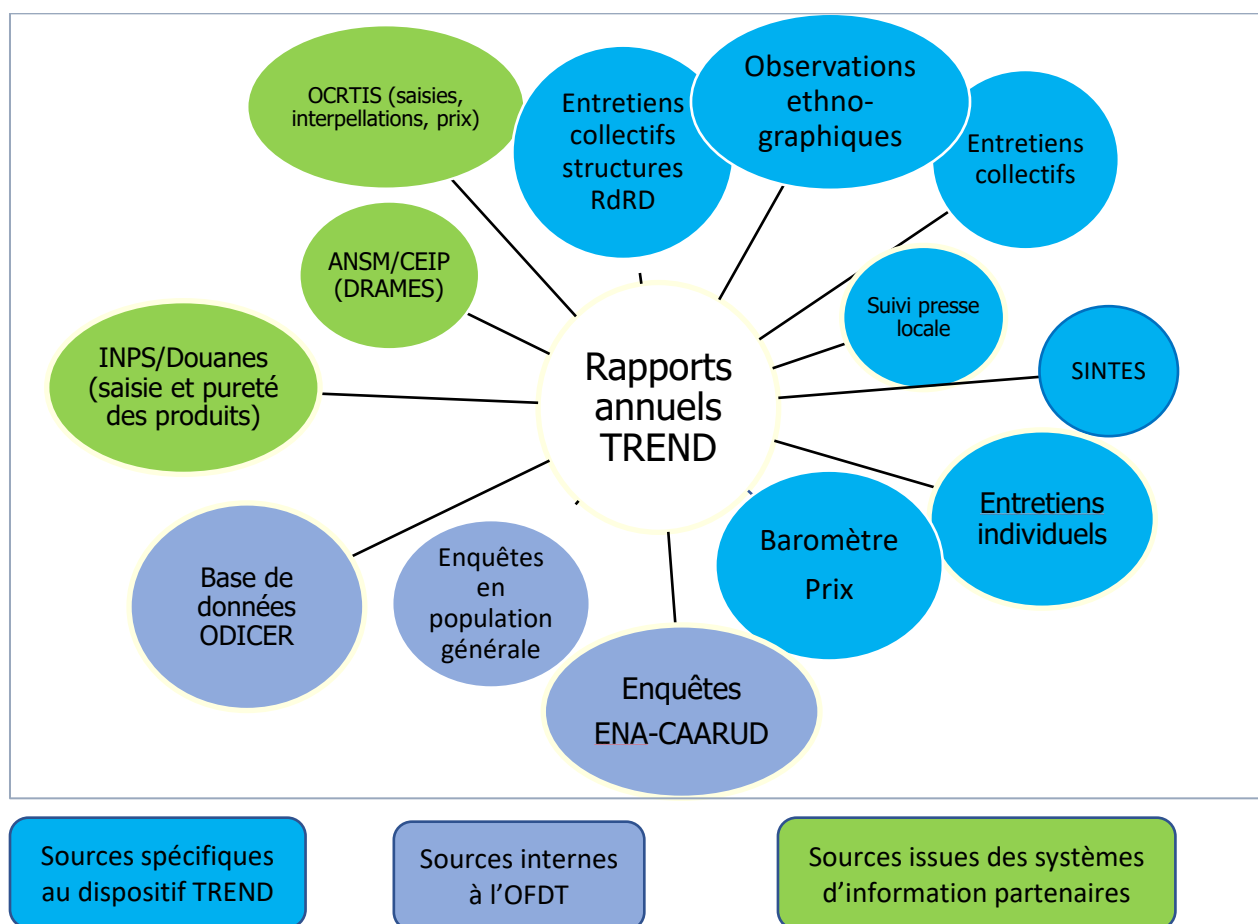 OCRTIS (saisies,
interpellations, prix)
Entretiens
collectifs
structures
RdRD
Observations
ethno-
graphiques
Entretiens
collectifs
ANSM/CEIP
(DRAMES)
Suivi presse
locale
INPS/Douanes
(saisie et pureté
des produits)
Rapports
annuels
TREND
SINTES
Entretiens
individuels
Baromètre
Prix
Base de
données
ODICER
Enquêtes
en
population
générale
Enquêtes
ENA-CAARUD
Sources spécifiques
au dispositif TREND
Sources internes
à l’OFDT
Sources issues des systèmes
d’information partenaires